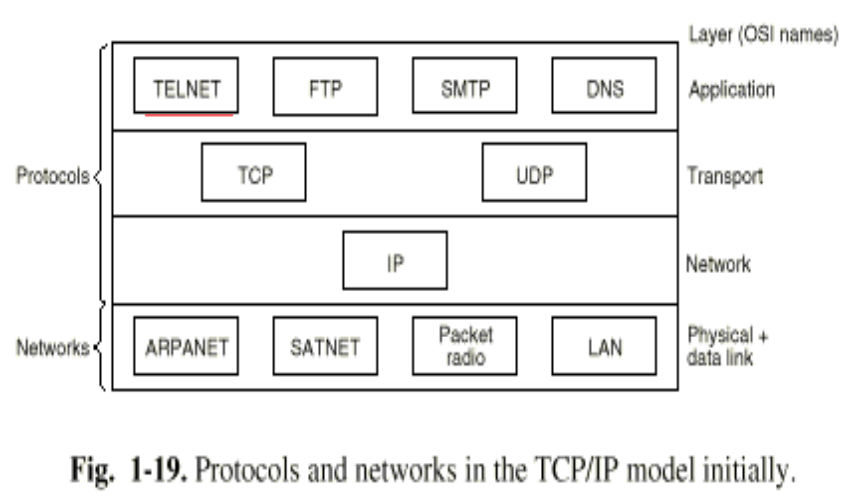 Layer (OSI names)
TELNET FTP SMTP DNS Application
Protocols TCP UDP Transport
IP Network
Networks ARPANET SATNET Packet radio LAN Physical + data link
Fig. 1-19. Protocols and networks in the TCP/IP model initially.